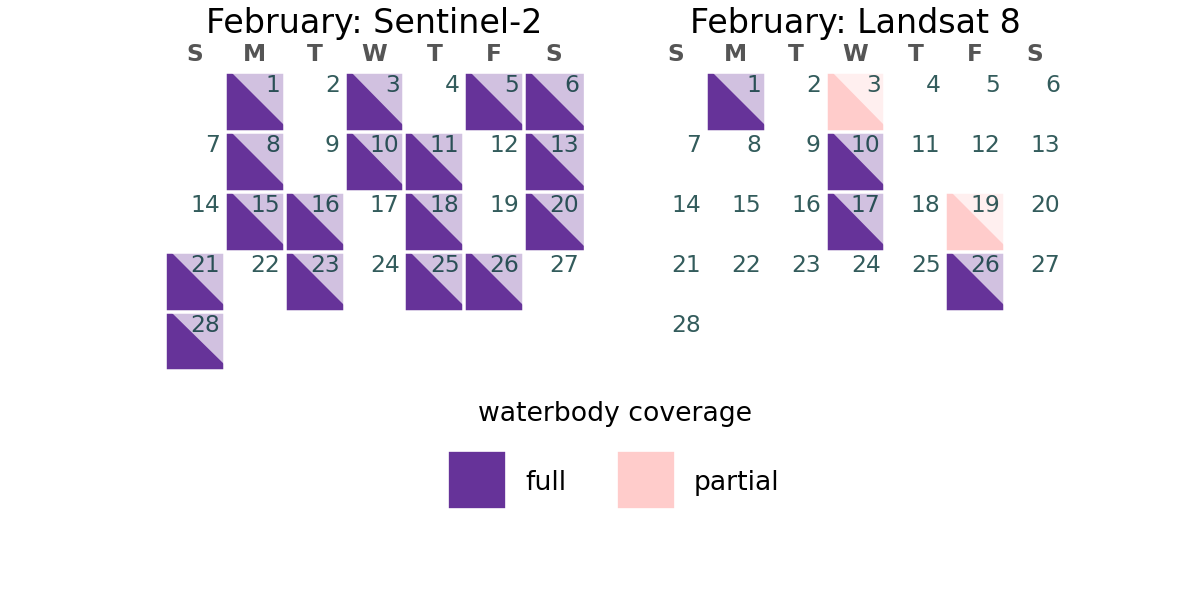 February: Sentinel-2
S M T W T F S
1 2 3 4 5 6
7 8 9 10 11 12 13
14 15 16 17 18 19 20
21 22 23 24 25 26 27
28
February: Landsat 8
S M T W T F S
1 2 3 4 5 6
7 8 9 10 11 12 13
14 15 16 17 18 19 20
21 22 23 24 25 26 27
28
waterbody coverage
full partial